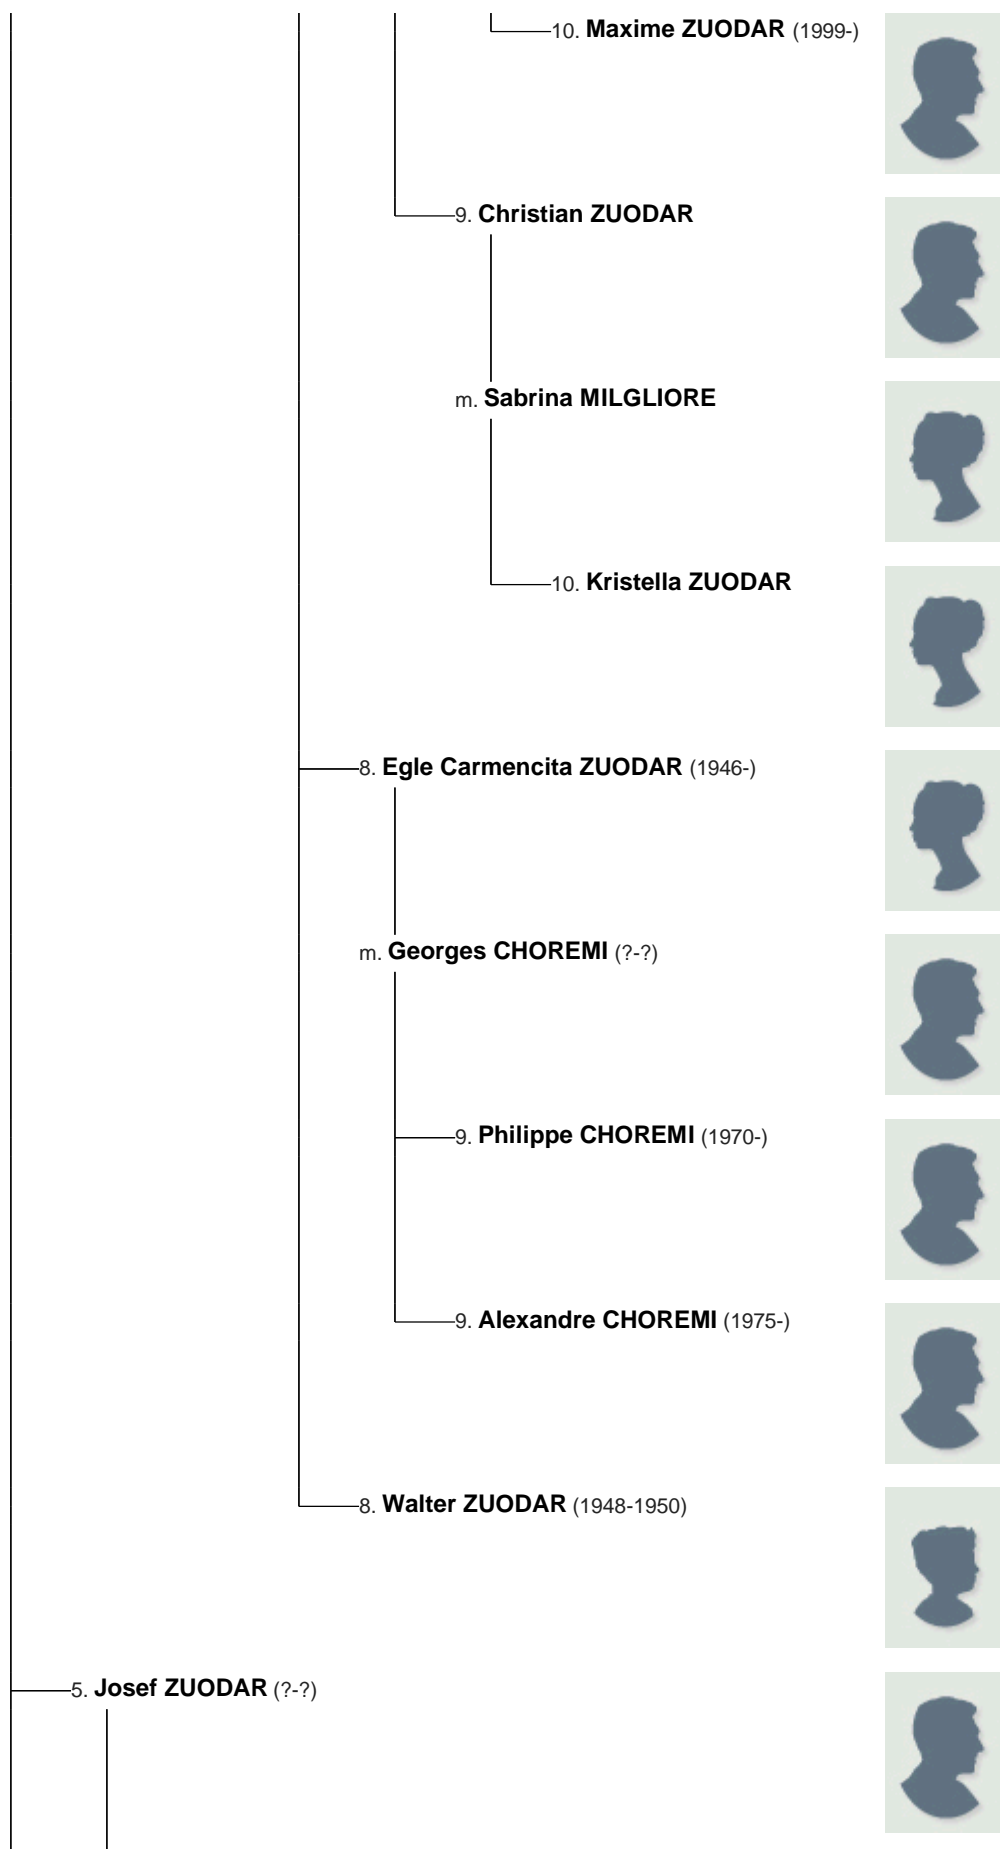 10. Maxime ZUODAR (1999-)
9. Christian ZUODAR
m. Sabrina MILGLIORE
10. Kristella ZUODAR
8. Egle Carmencita ZUODAR (1946-)
m. Georges CHOREMI (?-?)
9. Philippe CHOREMI (1970-)
9. Alexandre CHOREMI (1975-)
8. Walter ZUODAR (1948-1950)
5. Josef ZUODAR (?-?)